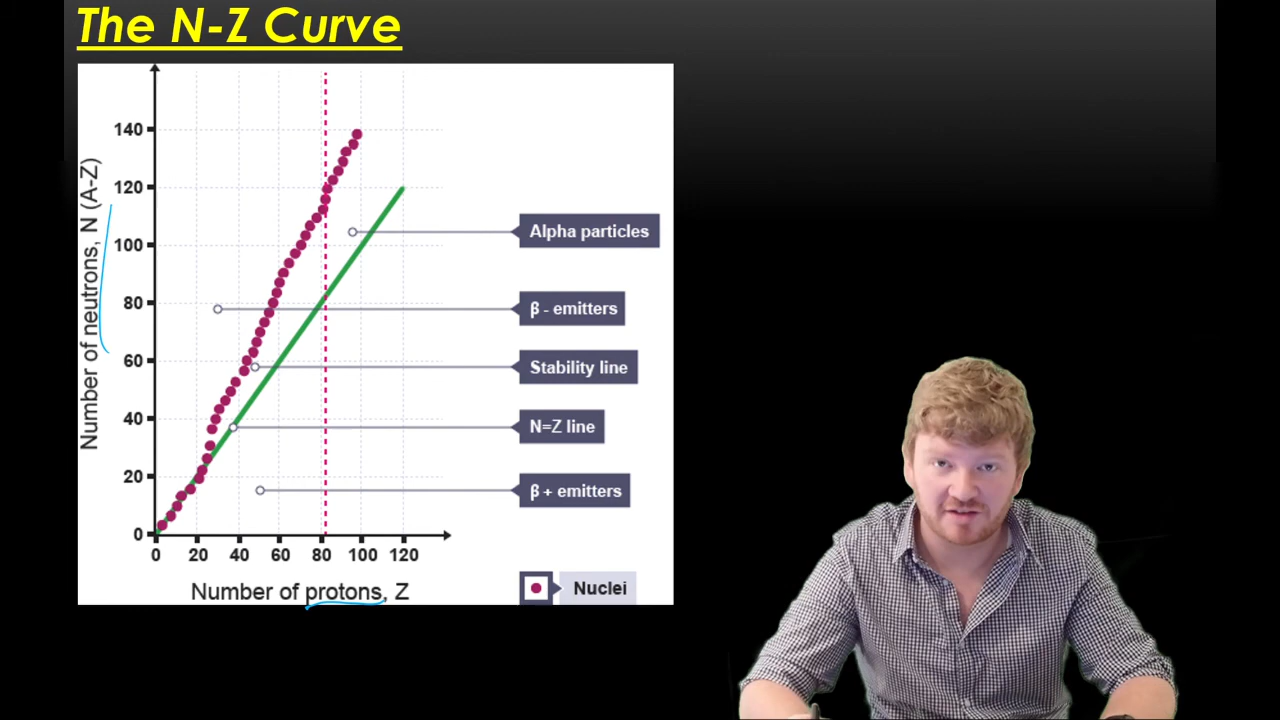 The N-Z Curve
Number of neutrons, N (A-Z)
140
120
100
80
60
40
20
0
0 20 40 60 80 100 120
Number of protons, Z
Alpha particles
β - emitters
Stability line
N=Z line
β + emitters
Nuclei